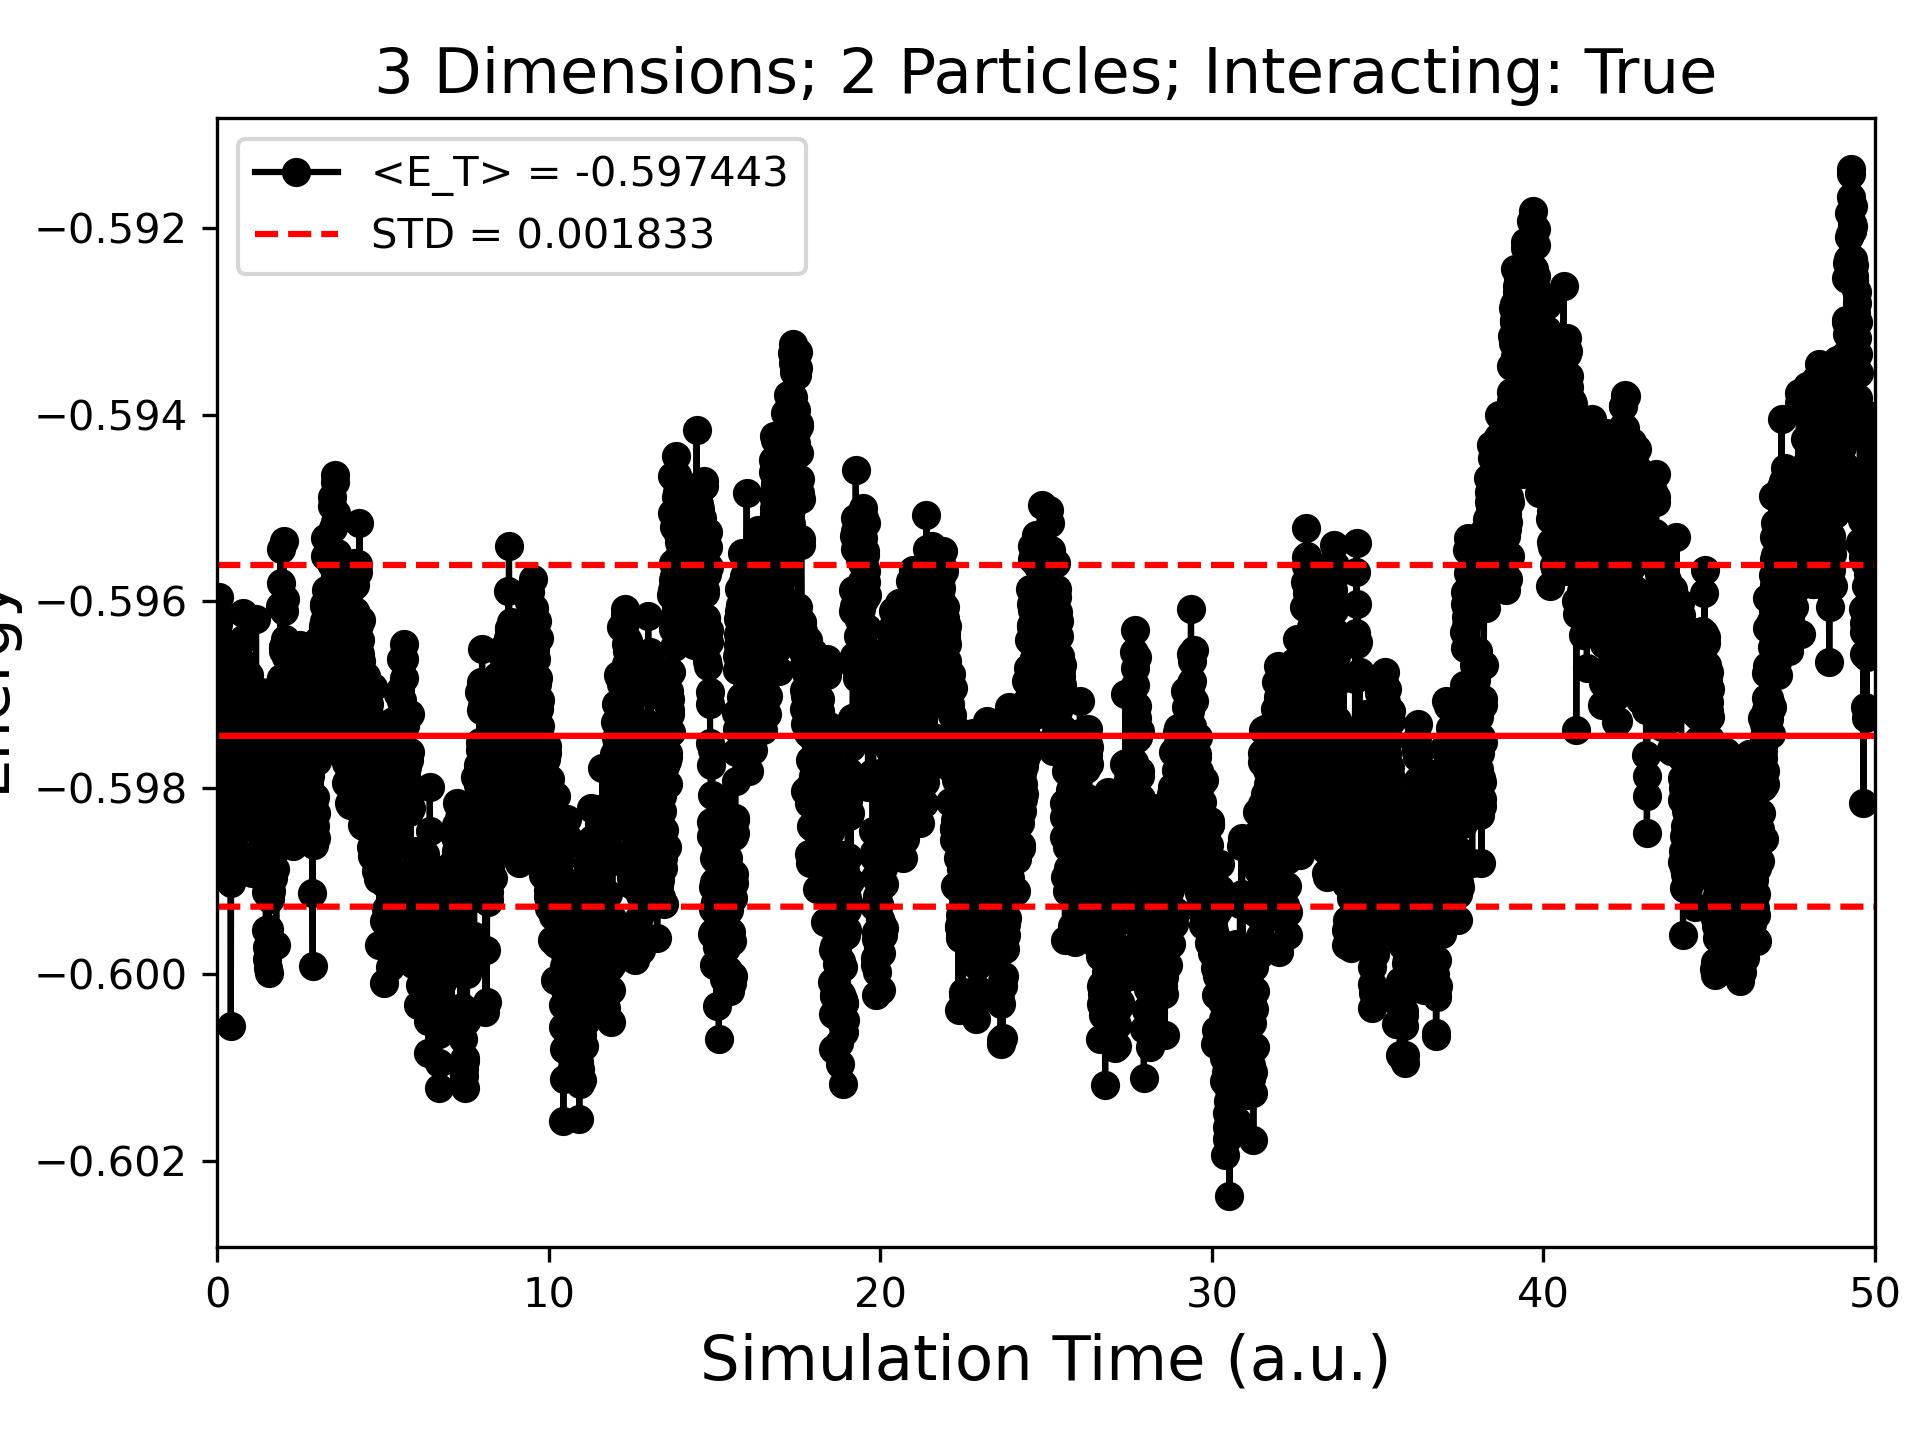 3 Dimensions; 2 Particles; Interacting: True
<E_T> = -0.597443
STD = 0.001833
Energy
−0.592
−0.594
−0.596
−0.598
−0.600
−0.602
0 10 20 30 40 50
Simulation Time (a.u.)